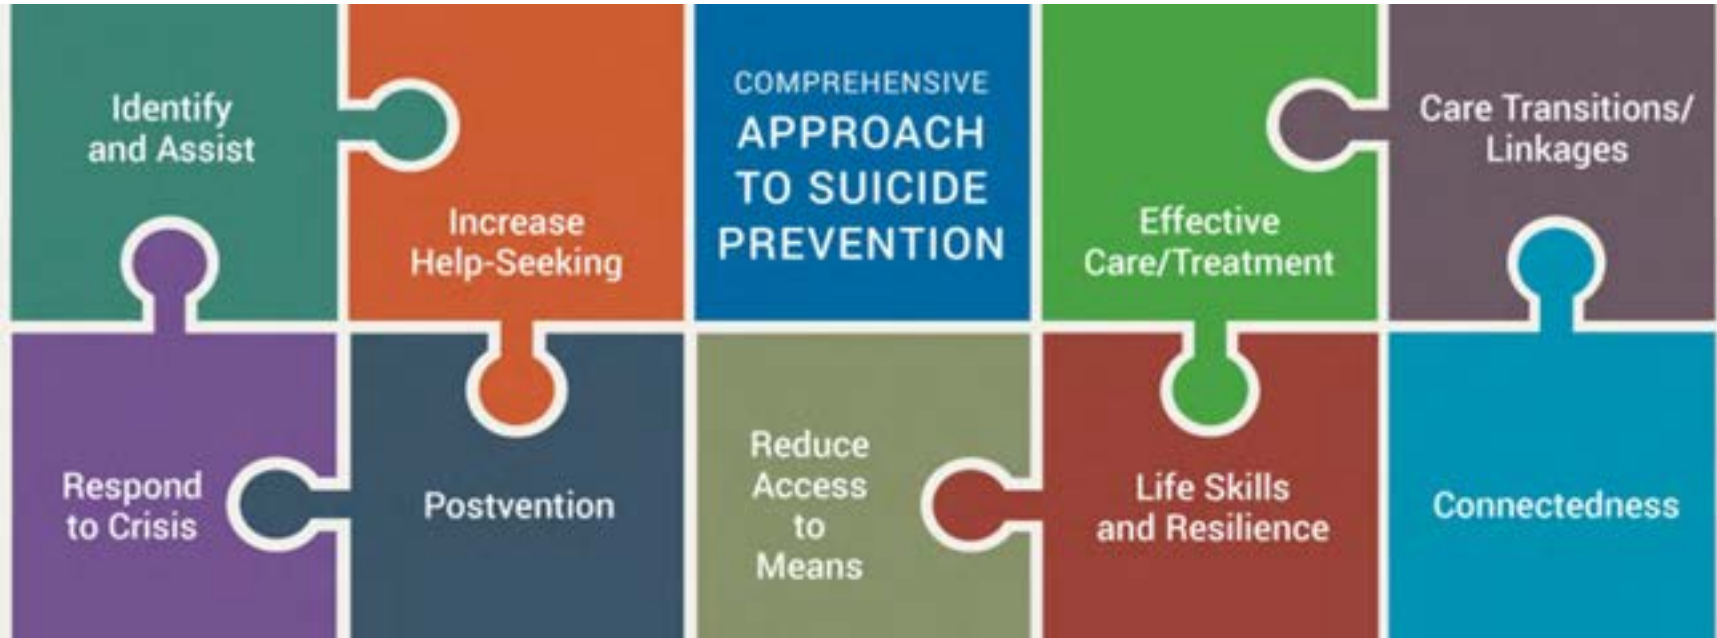 Identify
and Assist
Increase
Help-Seeking
COMPREHENSIVE
APPROACH
TO SUICIDE
PREVENTION
Effective
Care/Treatment
Care Transitions/
Linkages
Respond
to Crisis
Postvention
Reduce
Access
to
Means
Life Skills
and Resilience
Connectedness